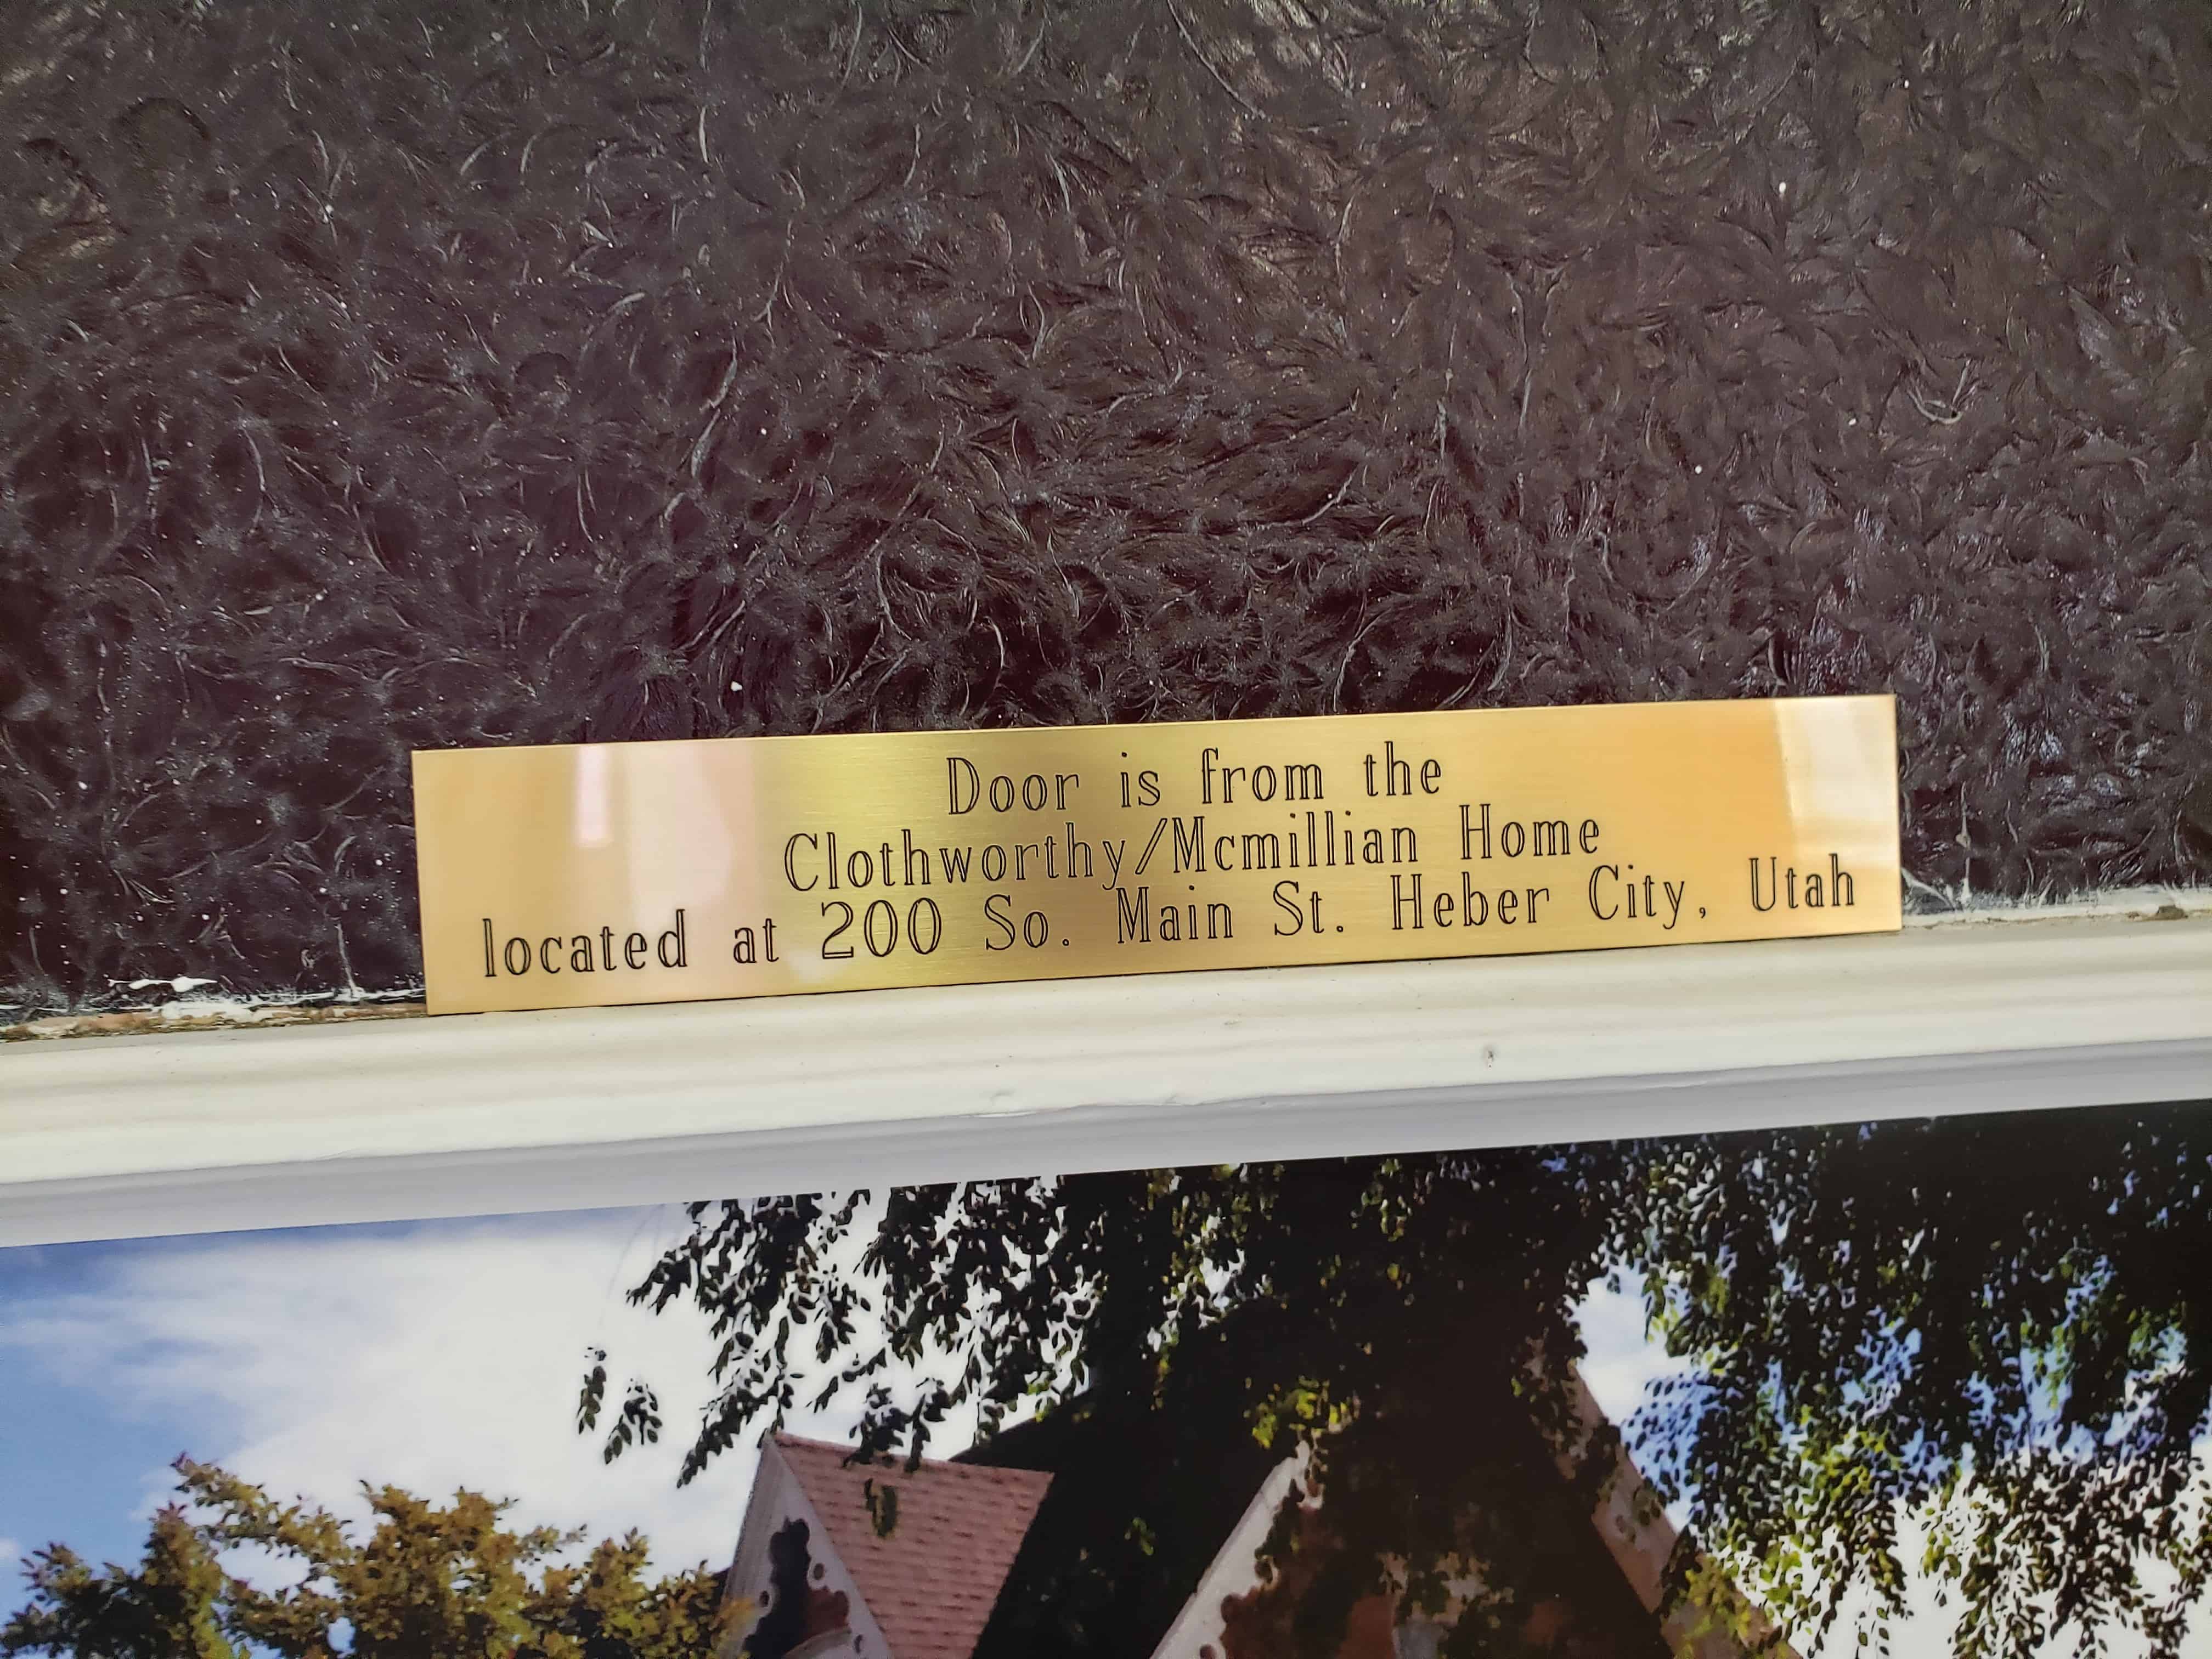 Door is from the
Clothworthy/Mcmillian Home
located at 200 So. Main St. Heber City, Utah